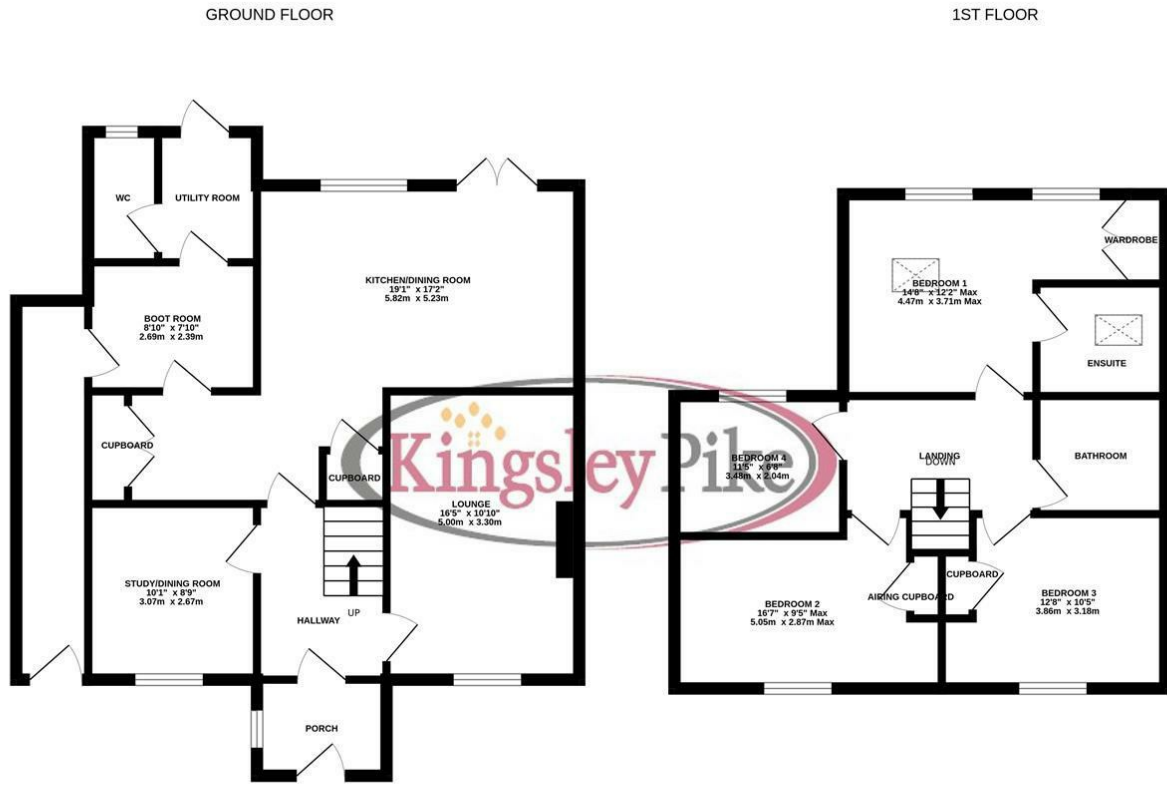 GROUND FLOOR
1ST FLOOR
WC
UTILITY ROOM
KITCHEN/DINING ROOM
19'1" x 17'2"
5.82m x 5.23m
BOOT ROOM
8'10" x 7'10"
2.69m x 2.39m
CUPBOARD
CUPBOARD
LOUNGE
16'5" x 10'10"
5.00m x 3.30m
STUDY/DINING ROOM
10'1" x 8'9"
3.07m x 2.67m
UP
HALLWAY
PORCH
Kingsley Pike
WARDROBE
BEDROOM 1
14'8" x 12'2" Max
4.47m x 3.71m Max
ENSUITE
BEDROOM 4
11'5" x 6'8"
3.48m x 2.04m
LANDING
DOWN
BATHROOM
CUPBOARD
AIRING CUPBOARD
BEDROOM 2
16'7" x 9'5" Max
5.05m x 2.87m Max
BEDROOM 3
12'8" x 10'5"
3.86m x 3.18m